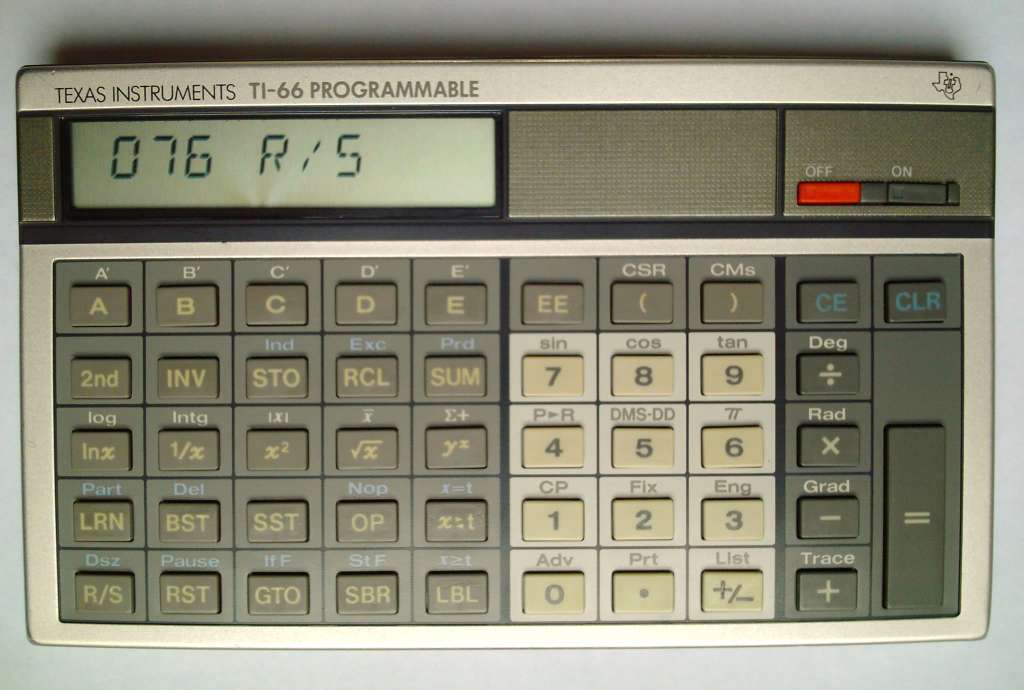 TEXAS INSTRUMENTS TI-66 PROGRAMMABLE
076 R/S
OFF ON
A' B' C' D' E' CSR CMs
A B C D E EE ( ) CE CLR
Ind Exc Prd sin cos tan Deg
2nd INV STO RCL SUM 7 8 9 ÷
log Intg |x| x̄ Σ+ P►R DMS-DD π Rad
lnx 1/x x² √x yˣ 4 5 6 ×
Part Del Nop x=t CP Fix Eng Grad
LRN BST SST OP x:t 1 2 3 − =
Dsz Pause If F St F x≥t Adv Prt List Trace
R/S RST GTO SBR LBL 0 . +/− +